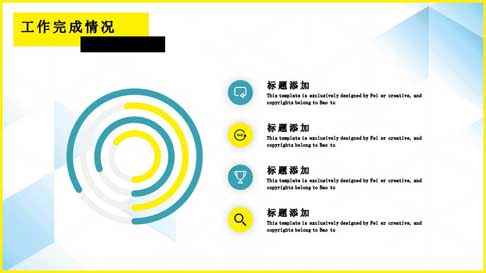 工作完成情况
标题添加
This template is exclusively designed by Fei er creative, and
copyrights belong to Bao tu
标题添加
This template is exclusively designed by Fei er creative, and
copyrights belong to Bao tu
标题添加
This template is exclusively designed by Fei er creative, and
copyrights belong to Bao tu
标题添加
This template is exclusively designed by Fei er creative, and
copyrights belong to Bao tu